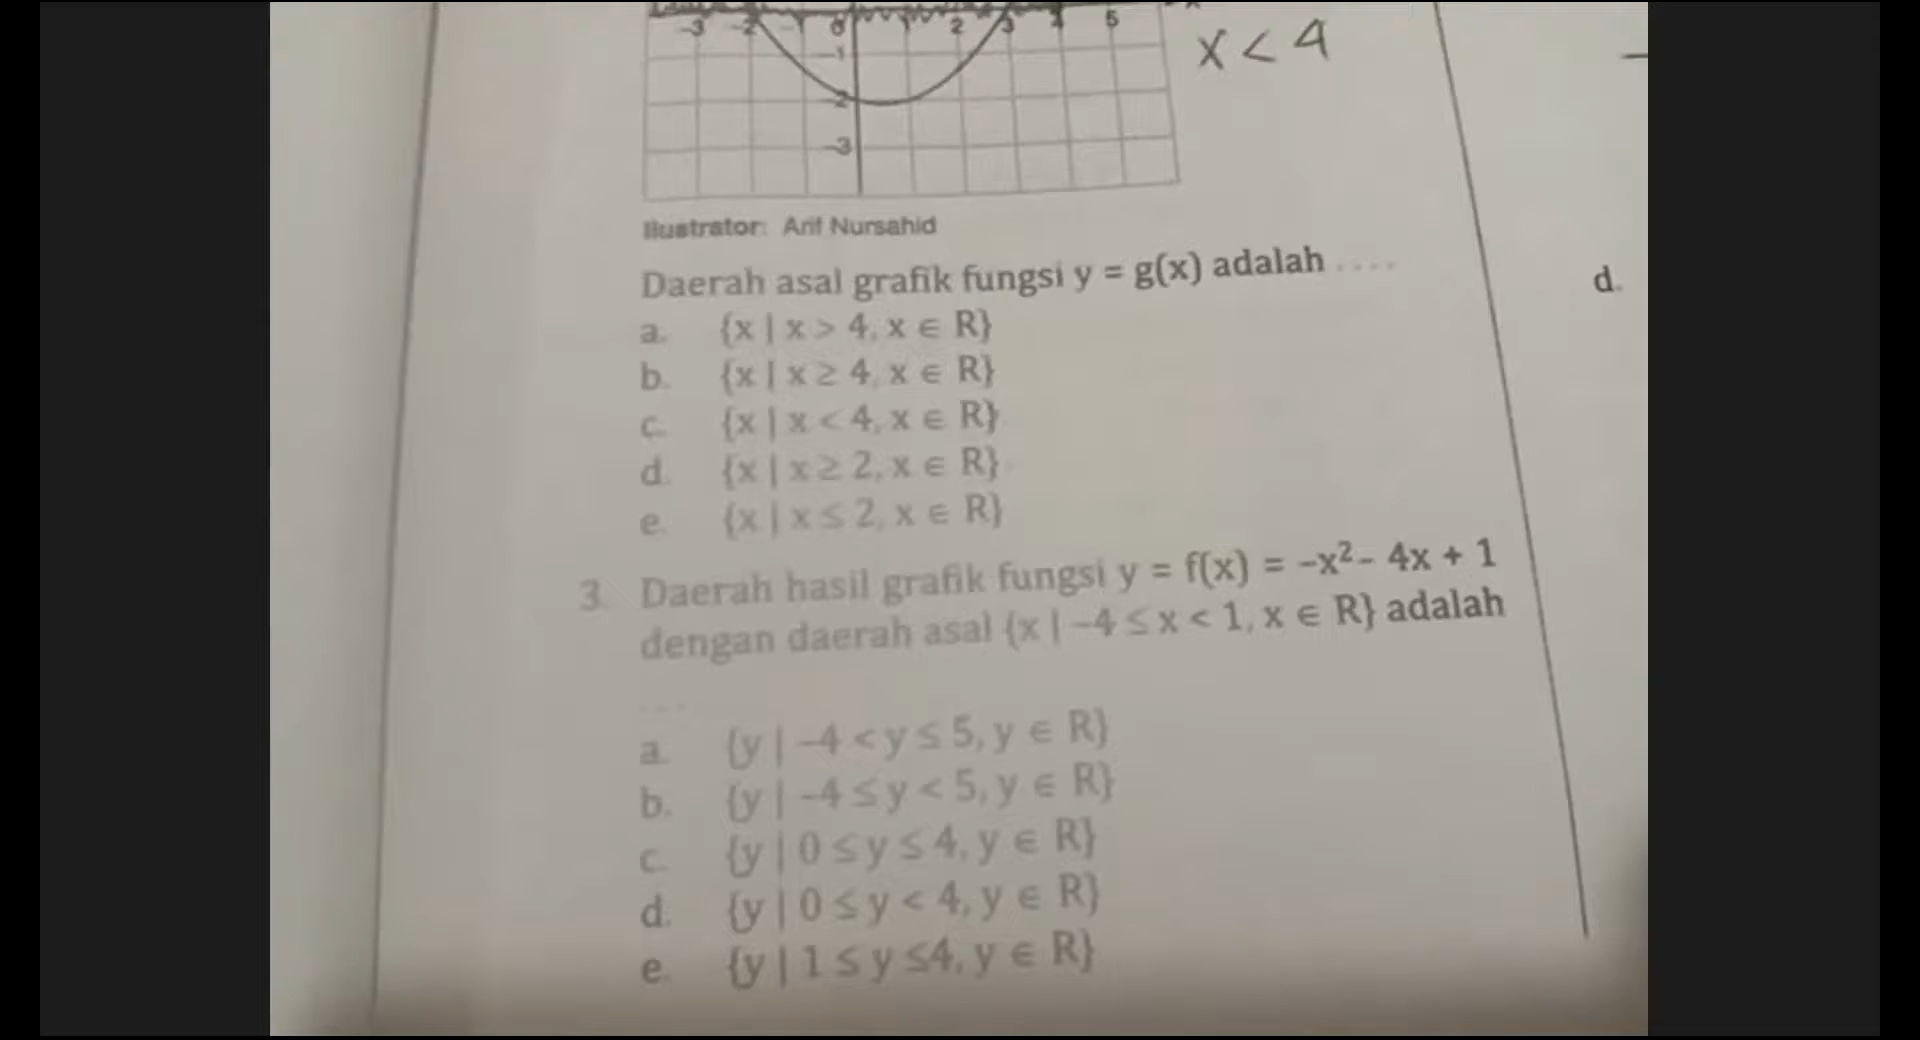 -3 -2 -1 0 1 2 3 4 5
x < 4
-1
-2
-3
Ilustrator: Arif Nursahid
Daerah asal grafik fungsi y = g(x) adalah ....
d.
a. {x | x > 4, x ∈ R}
b. {x | x ≥ 4, x ∈ R}
c. {x | x < 4, x ∈ R}
d. {x | x ≥ 2, x ∈ R}
e. {x | x ≤ 2, x ∈ R}
3. Daerah hasil grafik fungsi y = f(x) = –x² – 4x + 1
dengan daerah asal {x | –4 ≤ x < 1, x ∈ R} adalah
....
a. {y | –4 < y ≤ 5, y ∈ R}
b. {y | –4 ≤ y < 5, y ∈ R}
c. {y | 0 ≤ y ≤ 4, y ∈ R}
d. {y | 0 ≤ y < 4, y ∈ R}
e. {y | 1 ≤ y ≤4, y ∈ R}